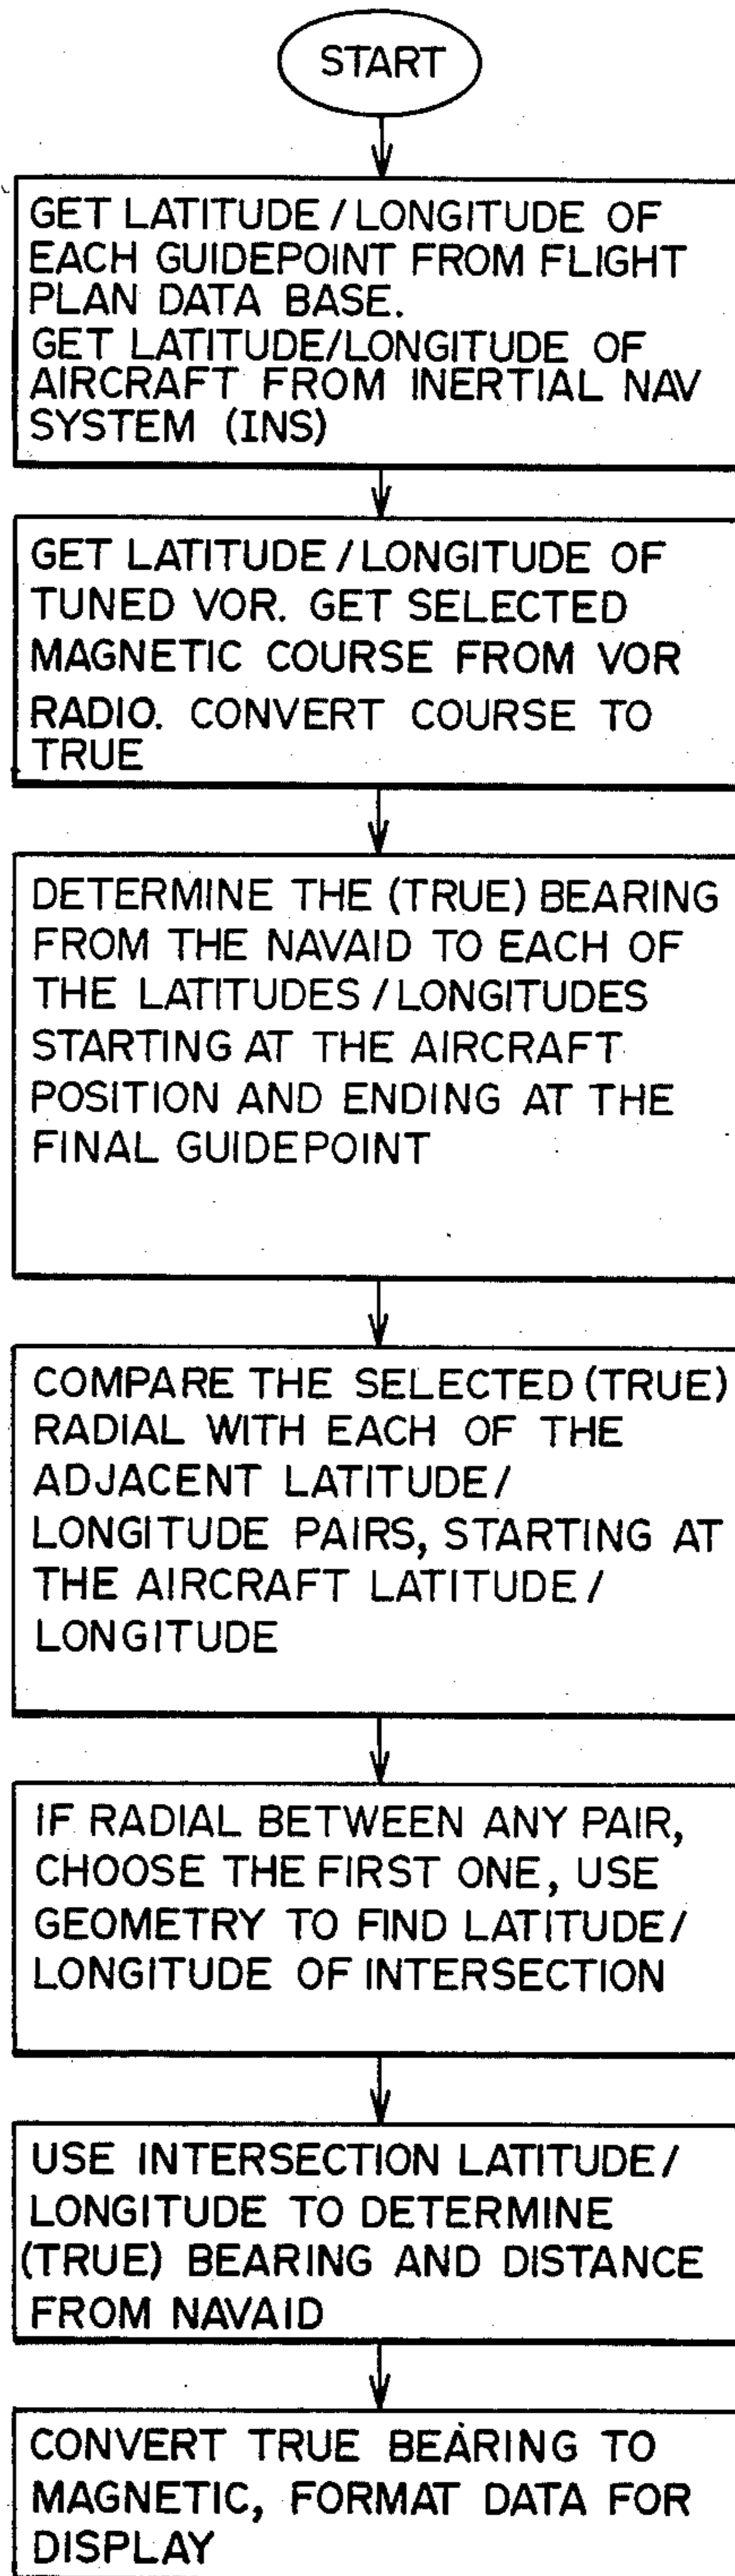 START
GET LATITUDE/LONGITUDE OF
EACH GUIDEPOINT FROM FLIGHT
PLAN DATA BASE.
GET LATITUDE/LONGITUDE OF
AIRCRAFT FROM INERTIAL NAV
SYSTEM (INS)
GET LATITUDE/LONGITUDE OF
TUNED VOR. GET SELECTED
MAGNETIC COURSE FROM VOR
RADIO. CONVERT COURSE TO
TRUE
DETERMINE THE (TRUE) BEARING
FROM THE NAVAID TO EACH OF
THE LATITUDES/LONGITUDES
STARTING AT THE AIRCRAFT
POSITION AND ENDING AT THE
FINAL GUIDEPOINT
COMPARE THE SELECTED (TRUE)
RADIAL WITH EACH OF THE
ADJACENT LATITUDE/
LONGITUDE PAIRS, STARTING AT
THE AIRCRAFT LATITUDE/
LONGITUDE
IF RADIAL BETWEEN ANY PAIR,
CHOOSE THE FIRST ONE, USE
GEOMETRY TO FIND LATITUDE/
LONGITUDE OF INTERSECTION
USE INTERSECTION LATITUDE/
LONGITUDE TO DETERMINE
(TRUE) BEARING AND DISTANCE
FROM NAVAID
CONVERT TRUE BEARING TO
MAGNETIC, FORMAT DATA FOR
DISPLAY